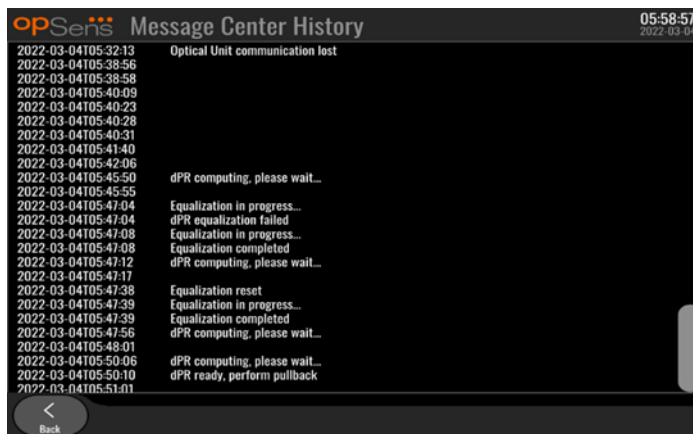 opSens Message Center History
05:58:57
2022-03-04
2022-03-04T05:32:13 Optical Unit communication lost
2022-03-04T05:38:56
2022-03-04T05:38:58
2022-03-04T05:40:09
2022-03-04T05:40:23
2022-03-04T05:40:28
2022-03-04T05:40:31
2022-03-04T05:41:40
2022-03-04T05:42:06
2022-03-04T05:45:50 dPR computing, please wait...
2022-03-04T05:45:55
2022-03-04T05:47:04 Equalization in progress...
2022-03-04T05:47:04 dPR equalization failed
2022-03-04T05:47:08 Equalization in progress...
2022-03-04T05:47:08 Equalization completed
2022-03-04T05:47:12 dPR computing, please wait...
2022-03-04T05:47:17
2022-03-04T05:47:38 Equalization reset
2022-03-04T05:47:39 Equalization in progress...
2022-03-04T05:47:39 Equalization completed
2022-03-04T05:47:56 dPR computing, please wait...
2022-03-04T05:48:01
2022-03-04T05:50:06 dPR computing, please wait...
2022-03-04T05:50:10 dPR ready, perform pullback
2022-03-04T05:51:01
Back